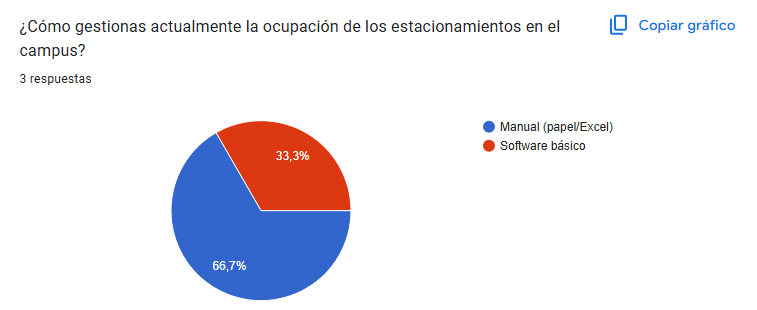 ¿Cómo gestionas actualmente la ocupación de los estacionamientos en el
campus?
Copiar gráfico
3 respuestas
Manual (papel/Excel)
Software básico
33,3%
66,7%